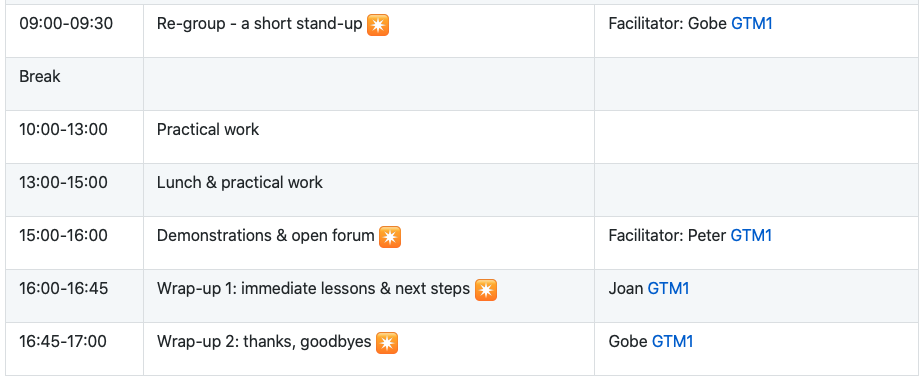 09:00-09:30 Re-group - a short stand-up ✴️ Facilitator: Gobe GTM1
Break
10:00-13:00 Practical work
13:00-15:00 Lunch & practical work
15:00-16:00 Demonstrations & open forum ✴️ Facilitator: Peter GTM1
16:00-16:45 Wrap-up 1: immediate lessons & next steps ✴️ Joan GTM1
16:45-17:00 Wrap-up 2: thanks, goodbyes ✴️ Gobe GTM1